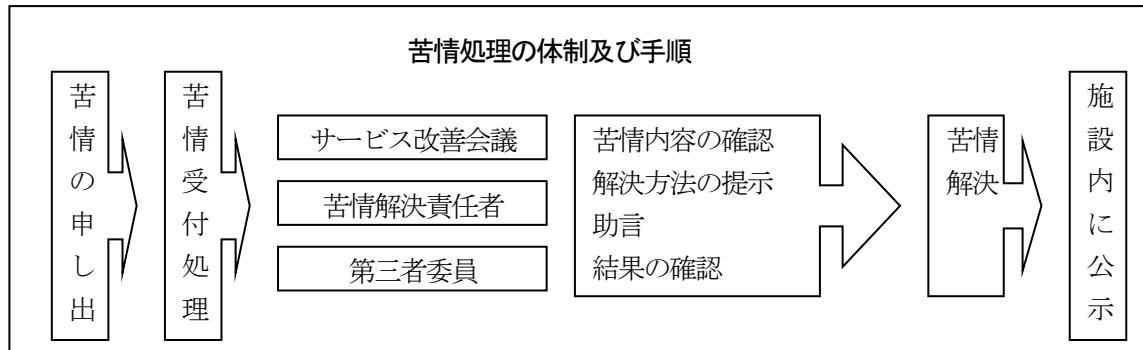 苦情処理の体制及び手順
苦情の申し出
苦情受付処理
サービス改善会議
苦情解決責任者
第三者委員
苦情内容の確認
解決方法の提示
助言
結果の確認
苦情
解決
施設内に公示